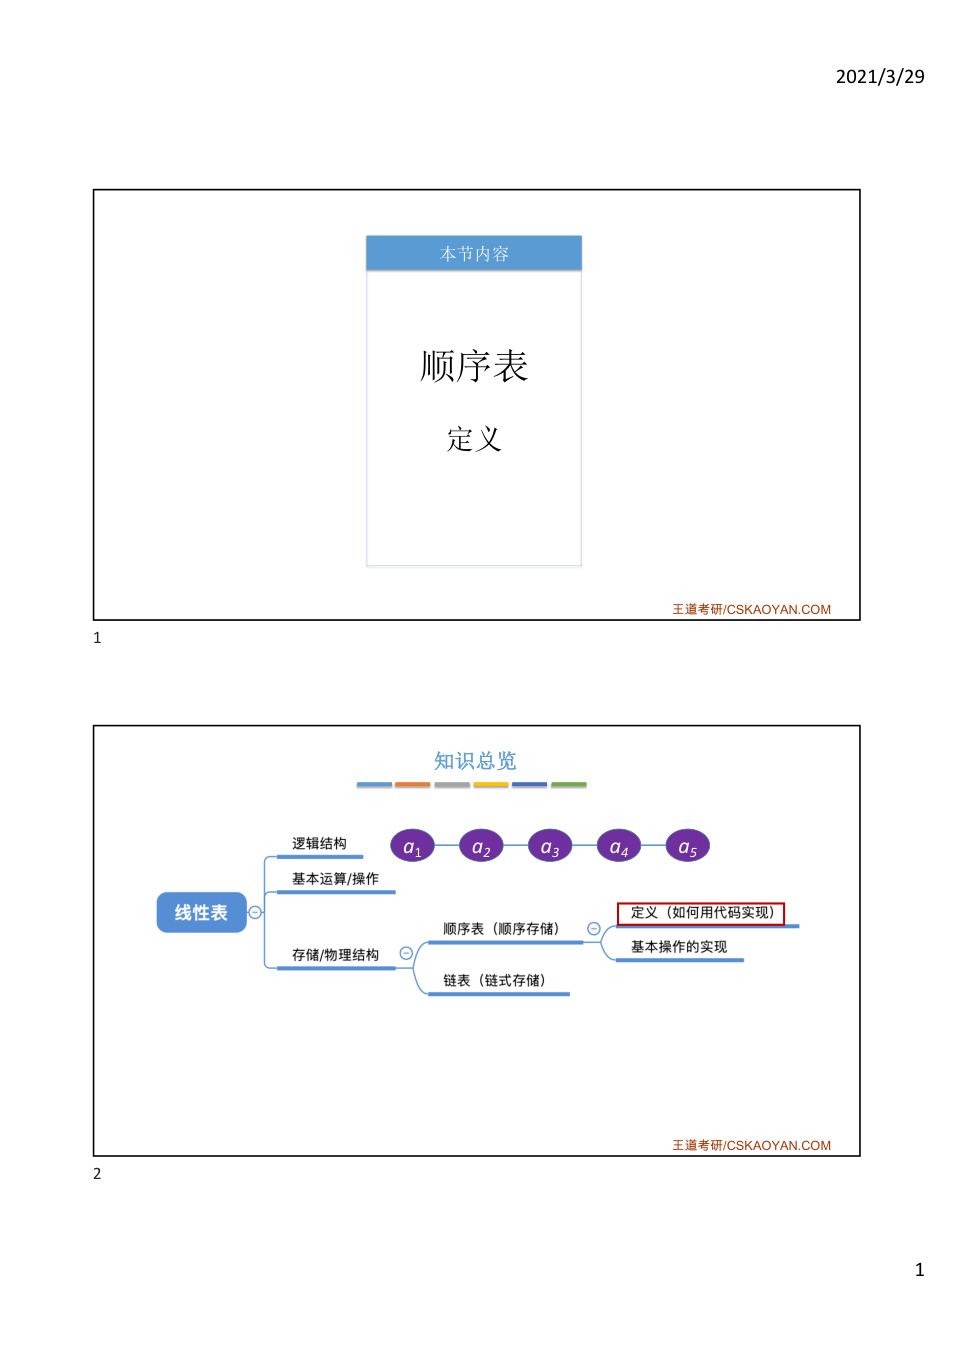 2021/3/29
本节内容
顺序表
定义
王道考研/CSKAOYAN.COM
1
知识总览
逻辑结构
a1 a2 a3 a4 a5
基本运算/操作
线性表
定义（如何用代码实现）
顺序表（顺序存储）
基本操作的实现
存储/物理结构
链表（链式存储）
王道考研/CSKAOYAN.COM
2
1